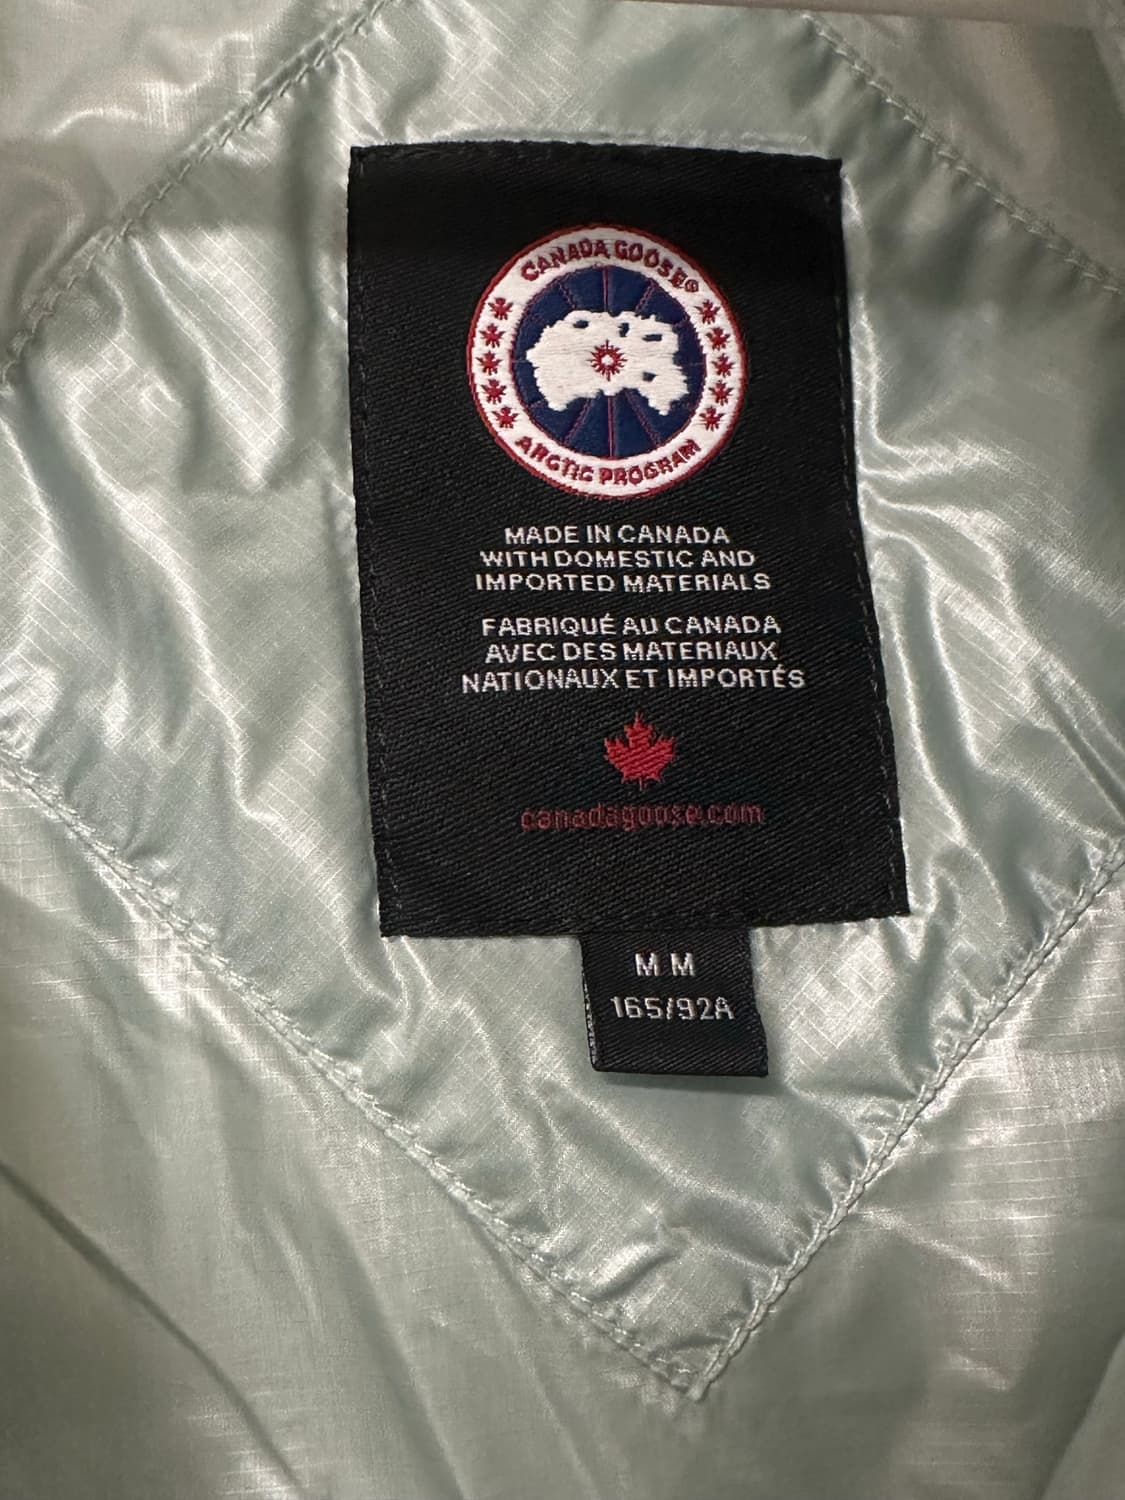 CANADA GOOSE®
ARCTIC PROGRAM
MADE IN CANADA
WITH DOMESTIC AND
IMPORTED MATERIALS
FABRIQUÉ AU CANADA
AVEC DES MATERIAUX
NATIONAUX ET IMPORTÉS
canadagoose.com
M M
165/92A